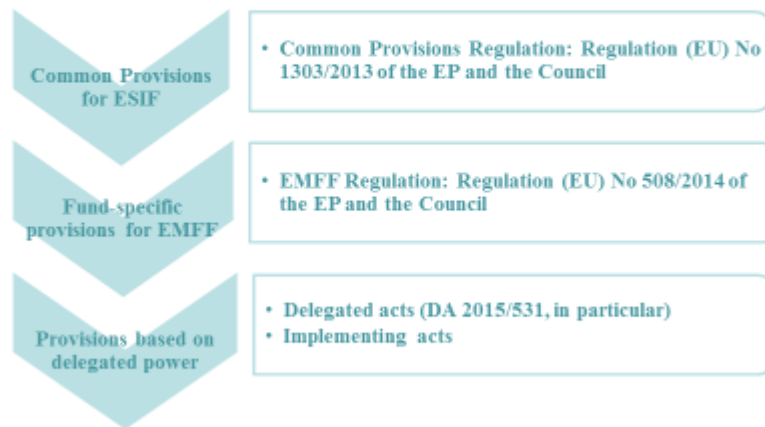 Common Provisions
for ESIF
• Common Provisions Regulation: Regulation (EU) No
1303/2013 of the EP and the Council
Fund-specific
provisions for EMFF
• EMFF Regulation: Regulation (EU) No 508/2014 of
the EP and the Council
Provisions based on
delegated power
• Delegated acts (DA 2015/531, in particular)
• Implementing acts